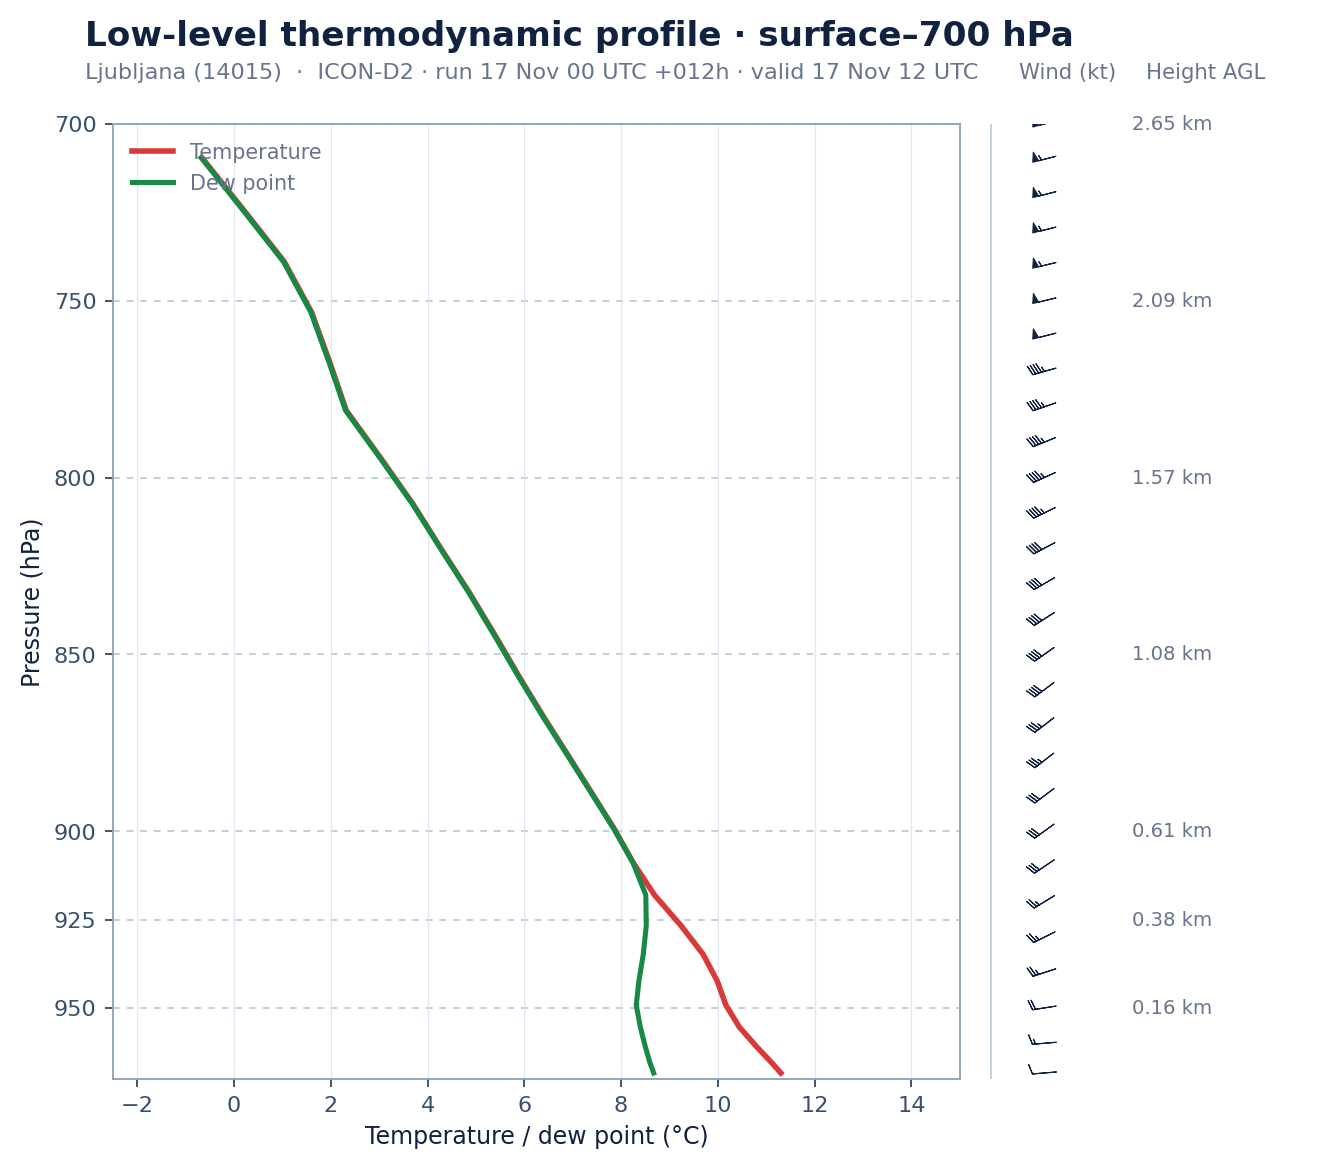 Low-level thermodynamic profile · surface–700 hPa
Ljubljana (14015)  ·  ICON-D2 · run 17 Nov 00 UTC +012h · valid 17 Nov 12 UTC
Wind (kt)
Height AGL
Temperature
Dew point
700
750
800
850
900
925
950
Pressure (hPa)
−2
0
2
4
6
8
10
12
14
Temperature / dew point (°C)
2.65 km
2.09 km
1.57 km
1.08 km
0.61 km
0.38 km
0.16 km